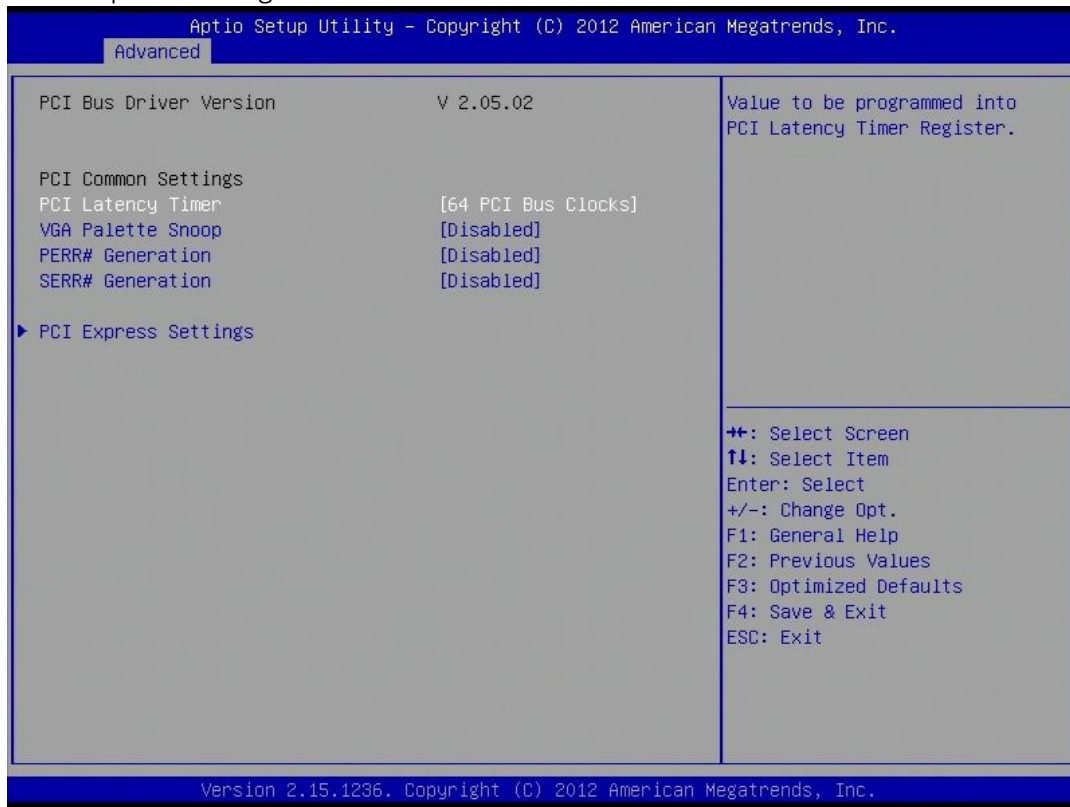 Aptio Setup Utility – Copyright (C) 2012 American Megatrends, Inc.
Advanced
PCI Bus Driver Version V 2.05.02
PCI Common Settings
PCI Latency Timer [64 PCI Bus Clocks]
VGA Palette Snoop [Disabled]
PERR# Generation [Disabled]
SERR# Generation [Disabled]
▶ PCI Express Settings
Value to be programmed into
PCI Latency Timer Register.
→←: Select Screen
↑↓: Select Item
Enter: Select
+/-: Change Opt.
F1: General Help
F2: Previous Values
F3: Optimized Defaults
F4: Save & Exit
ESC: Exit
Version 2.15.1236. Copyright (C) 2012 American Megatrends, Inc.